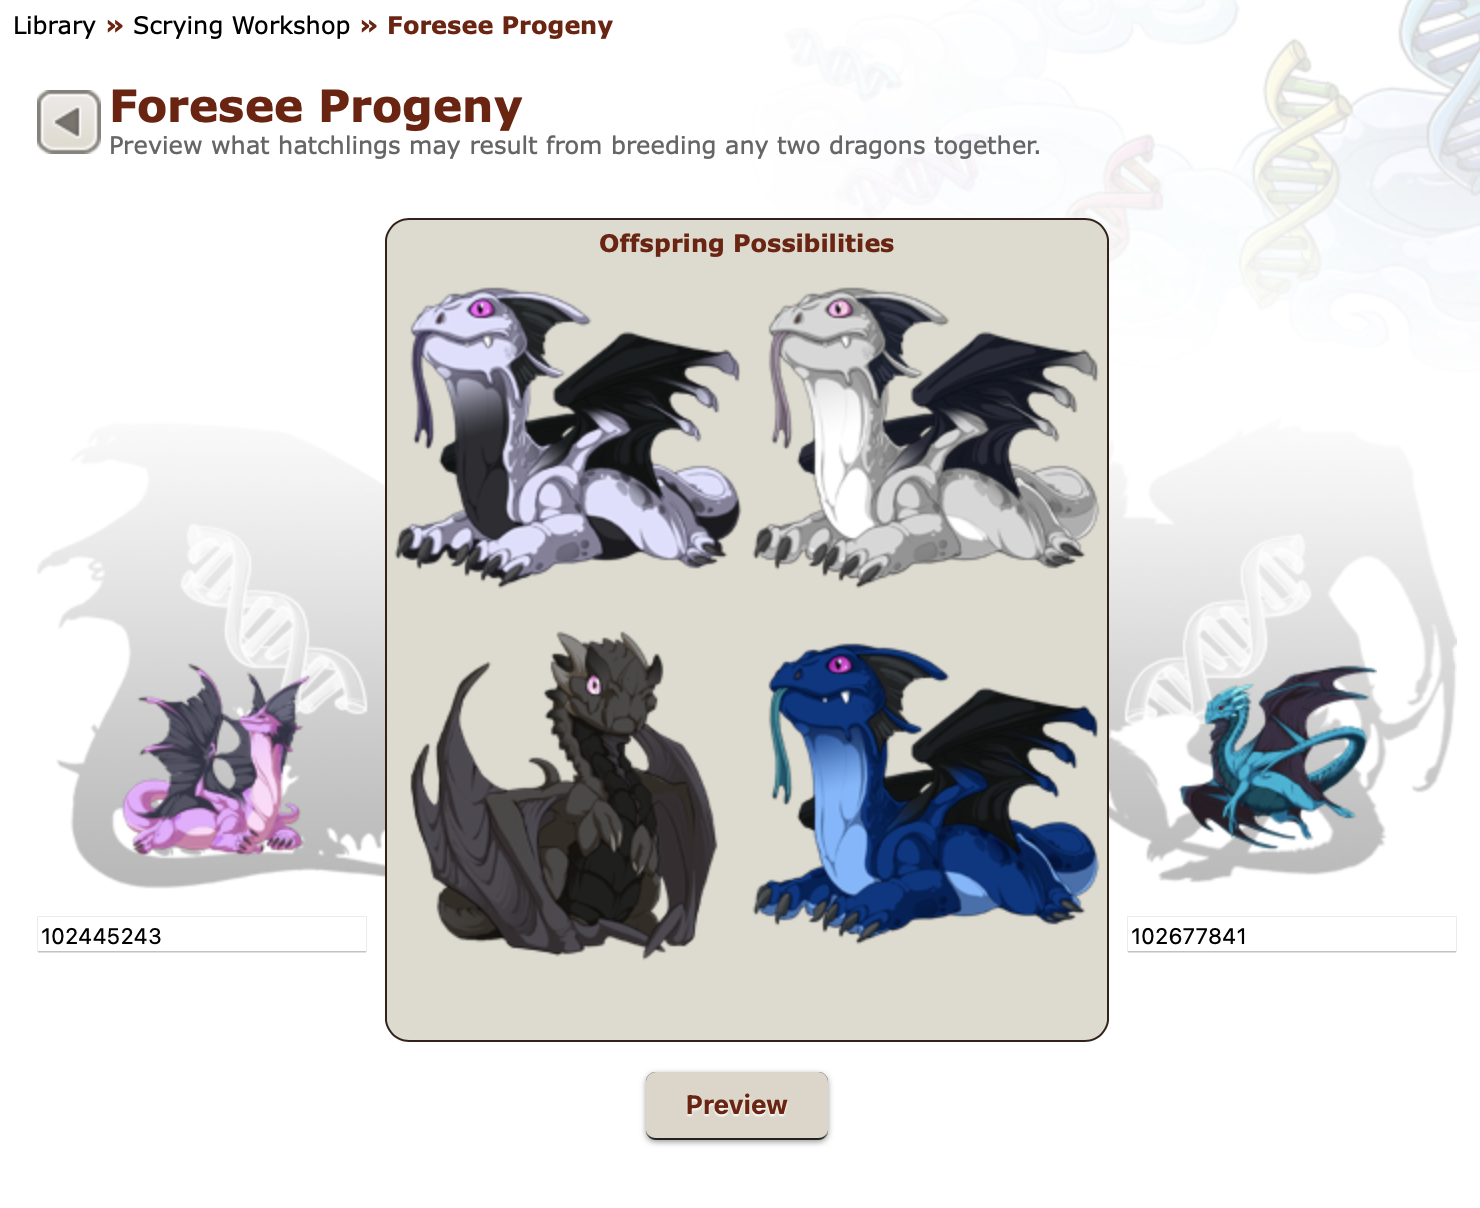 Library » Scrying Workshop » Foresee Progeny
Foresee Progeny
Preview what hatchlings may result from breeding any two dragons together.
Offspring Possibilities
102445243
102677841
Preview